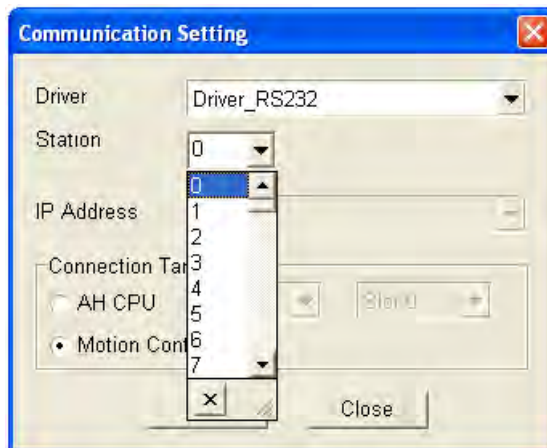 Communication Setting
Driver Driver_RS232
Station 0
0
1
IP Address
2
3
Connection Tar
4
AH CPU
5
6
Motion Cont
7
Close